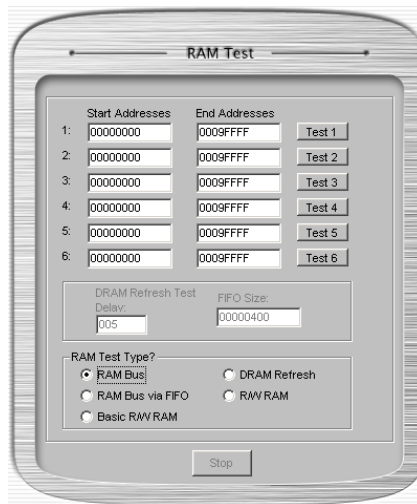 RAM Test
Start Addresses End Addresses
1: 00000000 0009FFFF Test 1
2: 00000000 0009FFFF Test 2
3: 00000000 0009FFFF Test 3
4: 00000000 0009FFFF Test 4
5: 00000000 0009FFFF Test 5
6: 00000000 0009FFFF Test 6
DRAM Refresh Test
Delay: FIFO Size:
005 00000400
RAM Test Type?
RAM Bus DRAM Refresh
RAM Bus via FIFO R/W RAM
Basic R/W RAM
Stop